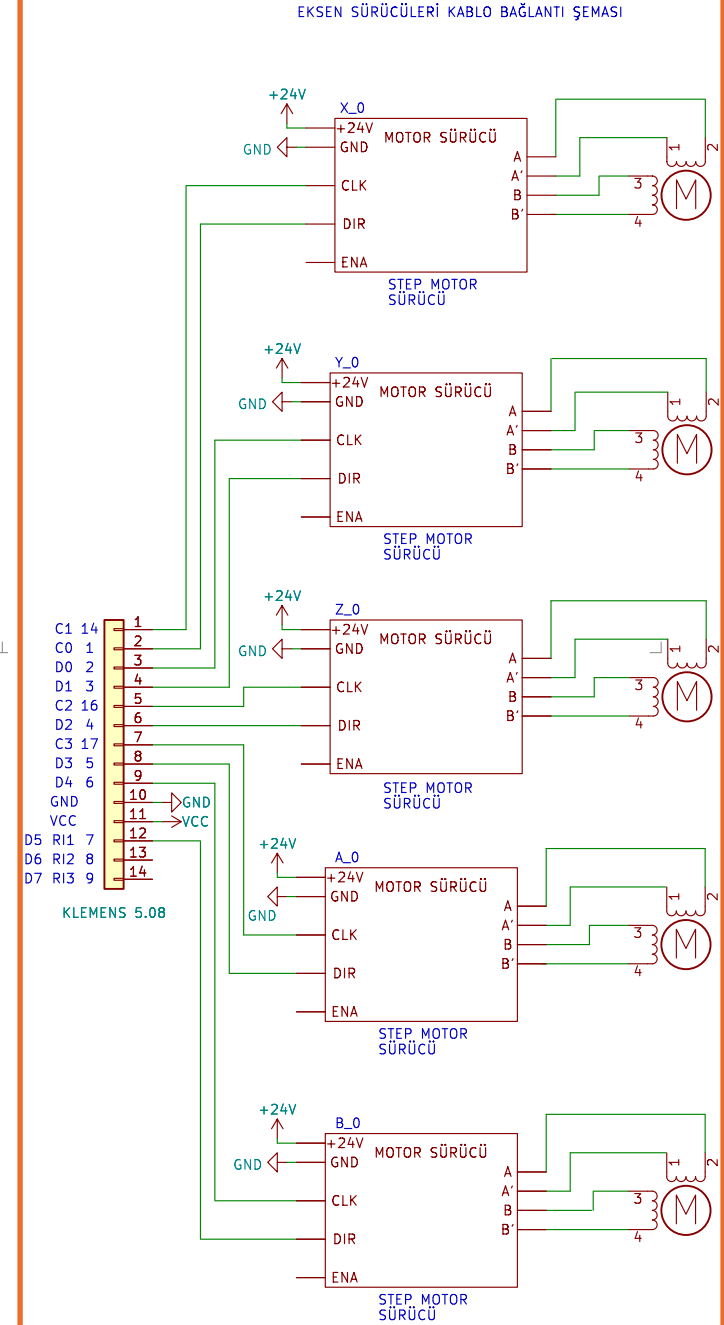 EKSEN SÜRÜCÜLERİ KABLO BAĞLANTI ŞEMASI
+24V
X_0
+24V
MOTOR SÜRÜCÜ
GND
GND
A
A'
CLK
B
B'
DIR
ENA
1
2
3
4
M
STEP MOTOR
SÜRÜCÜ
+24V
Y_0
+24V
MOTOR SÜRÜCÜ
GND
GND
A
A'
CLK
B
B'
DIR
ENA
1
2
3
4
M
STEP MOTOR
SÜRÜCÜ
+24V
Z_0
+24V
MOTOR SÜRÜCÜ
GND
GND
A
A'
CLK
B
B'
DIR
ENA
1
2
3
4
M
STEP MOTOR
SÜRÜCÜ
C1 14 1
C0 1 2
D0 2 3
D1 3 4
C2 16 5
D2 4 6
C3 17 7
D3 5 8
D4 6 9
GND 10 GND
VCC 11 VCC
D5 RI1 7 12
D6 RI2 8 13
D7 RI3 9 14
KLEMENS 5.08
+24V
A_0
+24V
MOTOR SÜRÜCÜ
GND
GND
A
A'
CLK
B
B'
DIR
ENA
1
2
3
4
M
STEP MOTOR
SÜRÜCÜ
+24V
B_0
+24V
MOTOR SÜRÜCÜ
GND
GND
A
A'
CLK
B
B'
DIR
ENA
1
2
3
4
M
STEP MOTOR
SÜRÜCÜ